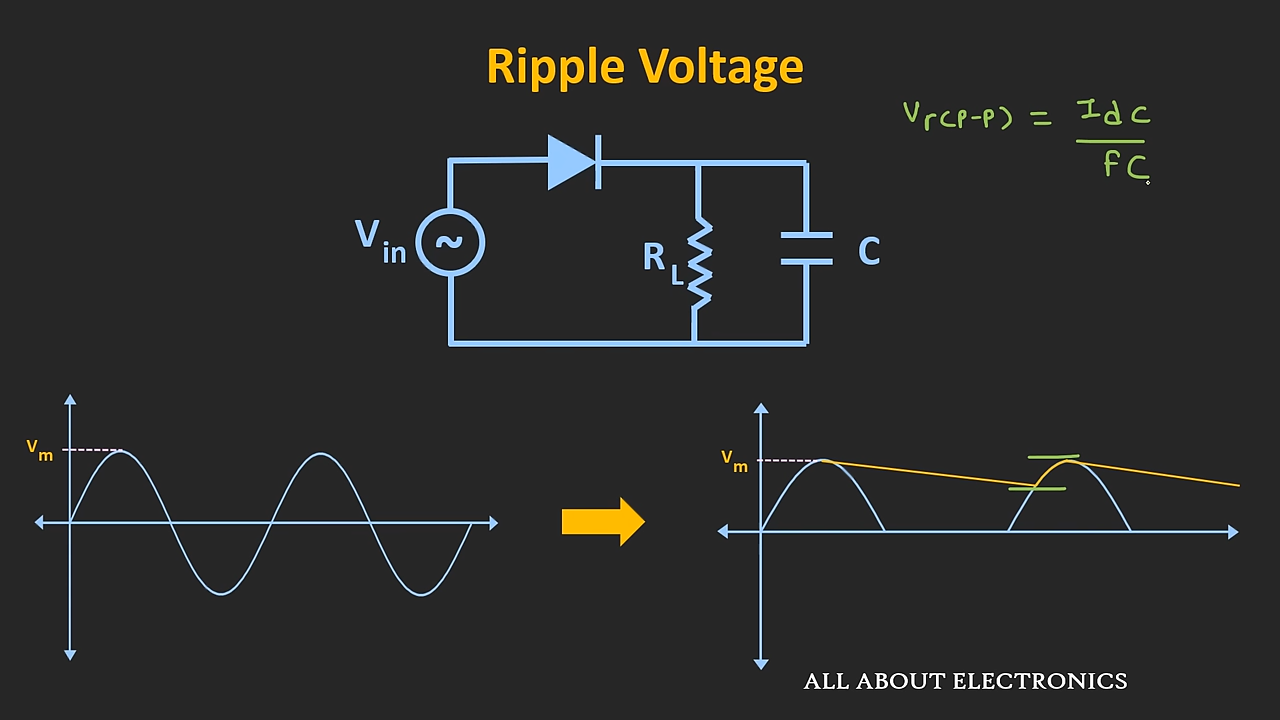 Ripple Voltage
Vr(p-p) = Idc
fC
Vin
~
RL
C
Vm
Vm
ALL ABOUT ELECTRONICS